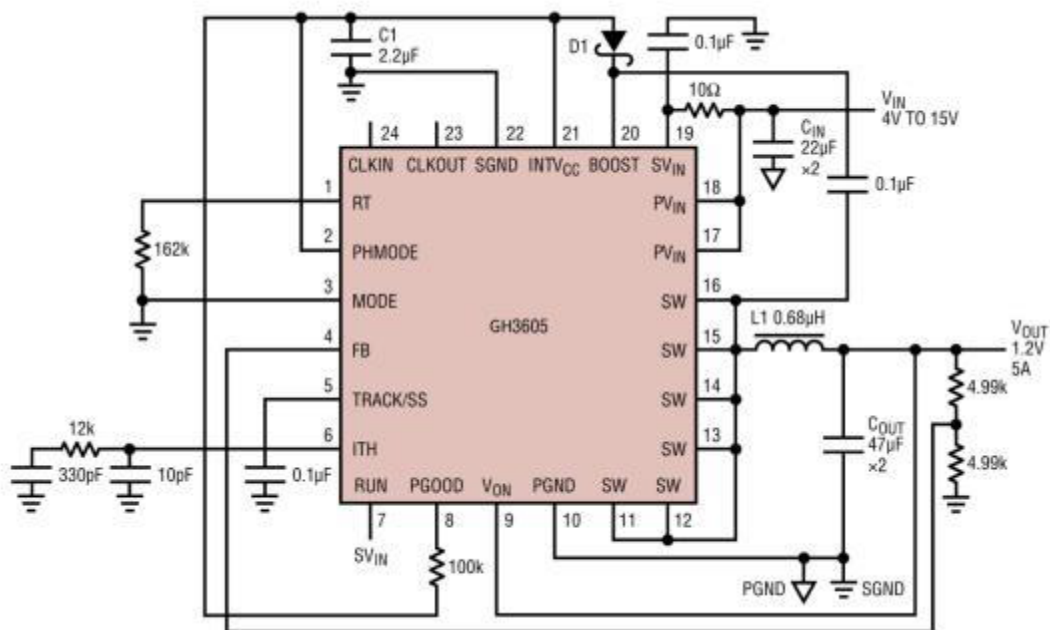 C1
2.2µF
D1
0.1µF
10Ω
VIN
4V TO 15V
CIN
22µF
×2
0.1µF
24
23
22
21
20
19
CLKIN
CLKOUT
SGND
INTVCC
BOOST
SVIN
1
RT
18
PVIN
162k
2
PHMODE
17
PVIN
3
MODE
16
SW
GH3605
L1 0.68µH
4
FB
15
SW
VOUT
1.2V
5A
5
TRACK/SS
14
SW
4.99k
12k
6
ITH
13
SW
COUT
47µF
×2
4.99k
330pF
10pF
0.1µF
RUN
PGOOD
VON
PGND
SW
SW
7
8
9
10
11
12
SVIN
100k
PGND
SGND